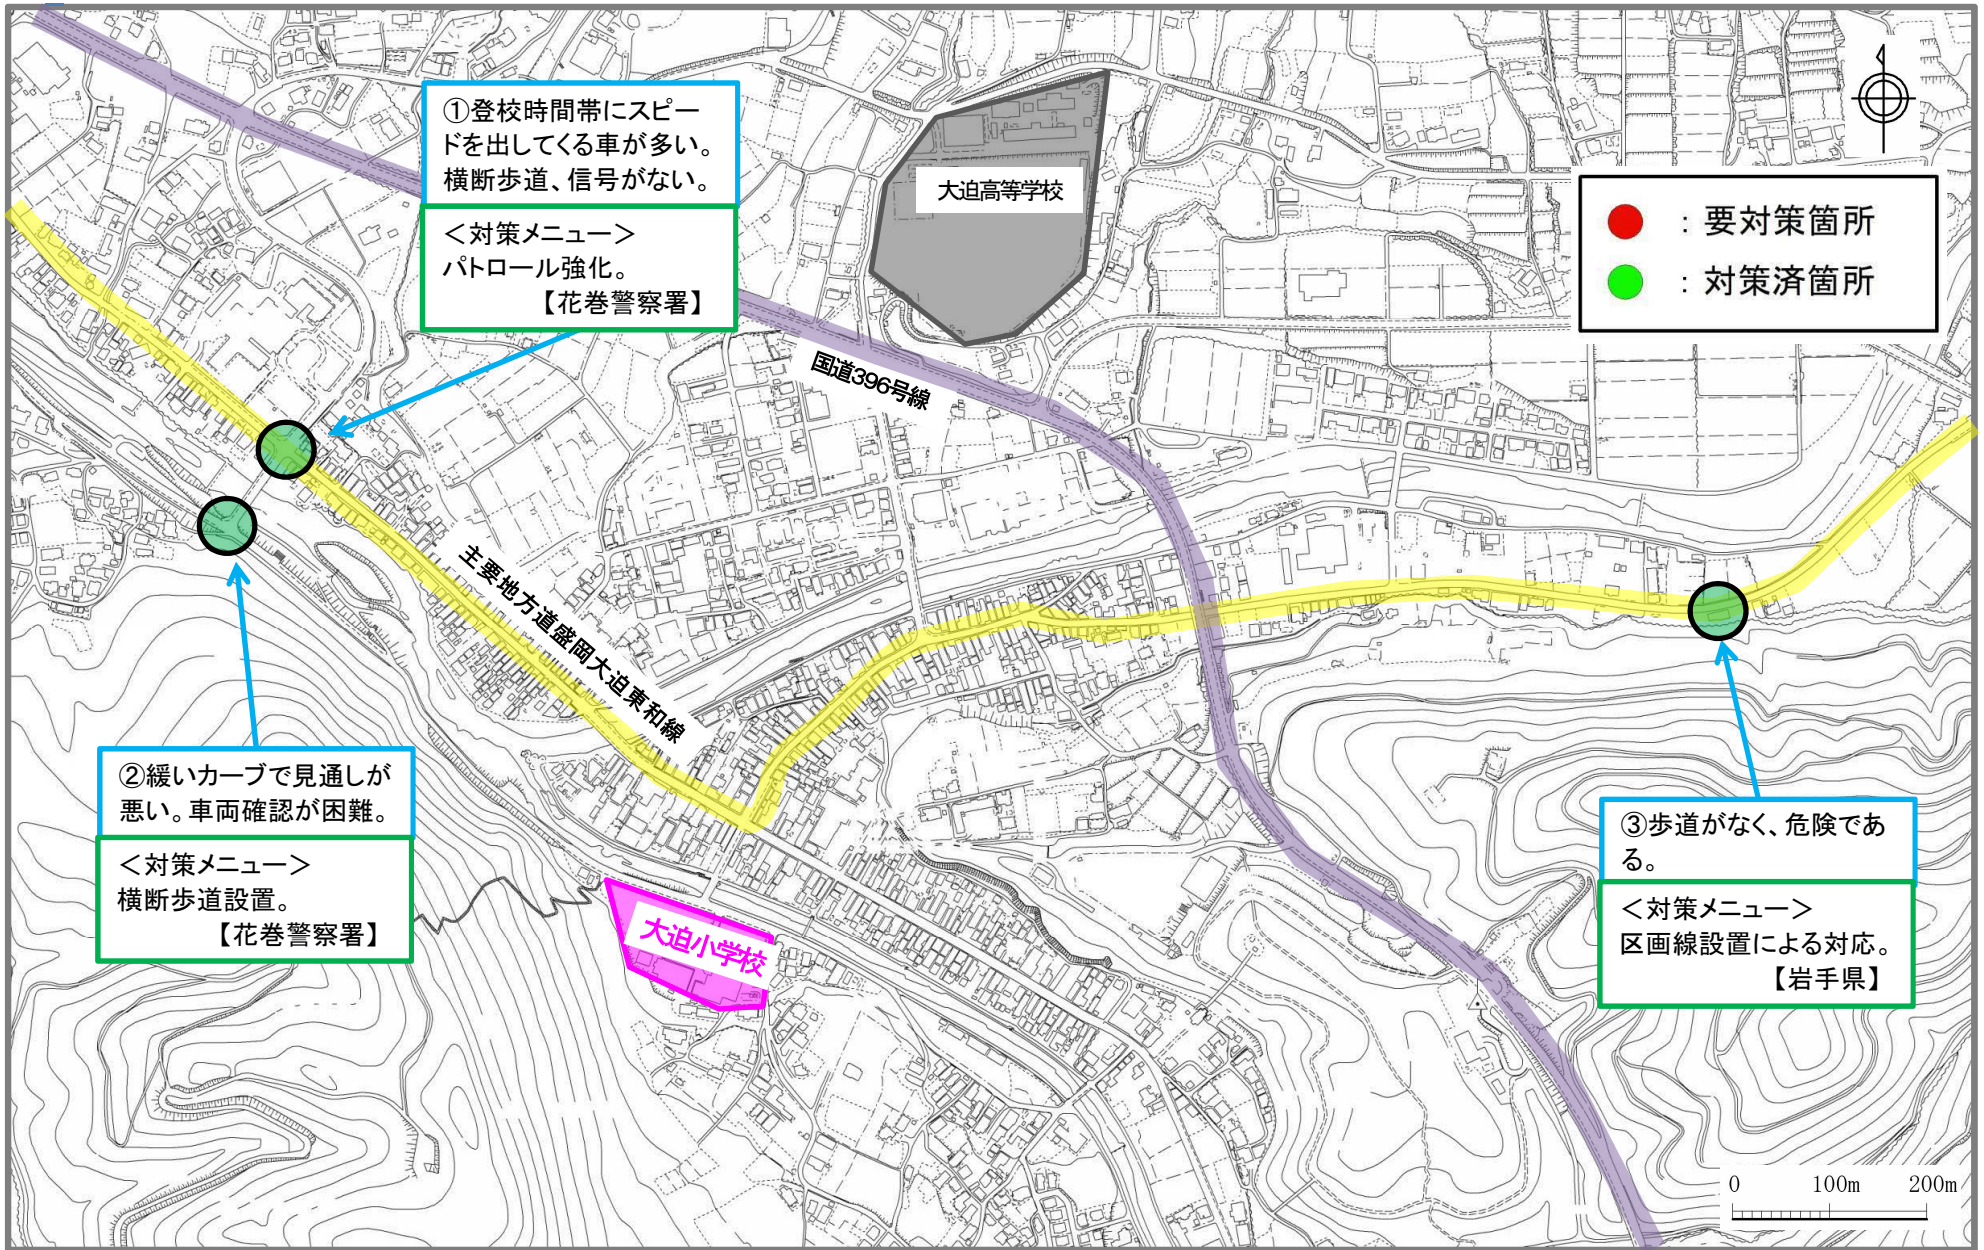 ①登校時間帯にスピー
ドを出してくる車が多い。
横断歩道、信号がない。
＜対策メニュー＞
パトロール強化。
【花巻警察署】
大迫高等学校
：要対策箇所
：対策済箇所
国道396号線
主要地方道盛岡大迫東和線
②緩いカーブで見通しが
悪い。車両確認が困難。
＜対策メニュー＞
横断歩道設置。
【花巻警察署】
大迫小学校
③歩道がなく、危険であ
る。
＜対策メニュー＞
区画線設置による対応。
【岩手県】
0 100m 200m